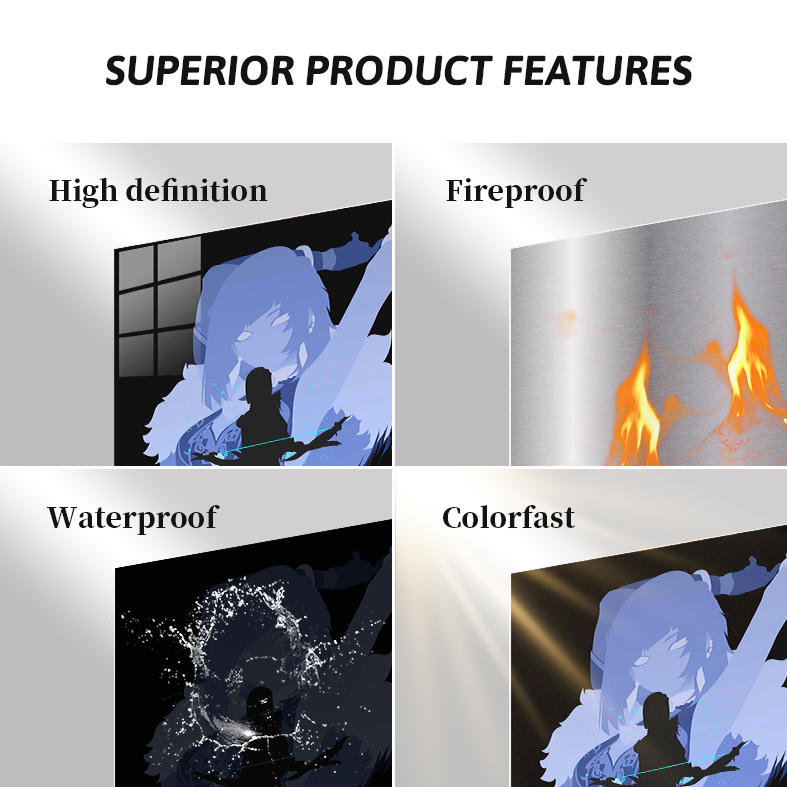 SUPERIOR PRODUCT FEATURES
High definition
Fireproof
Waterproof
Colorfast